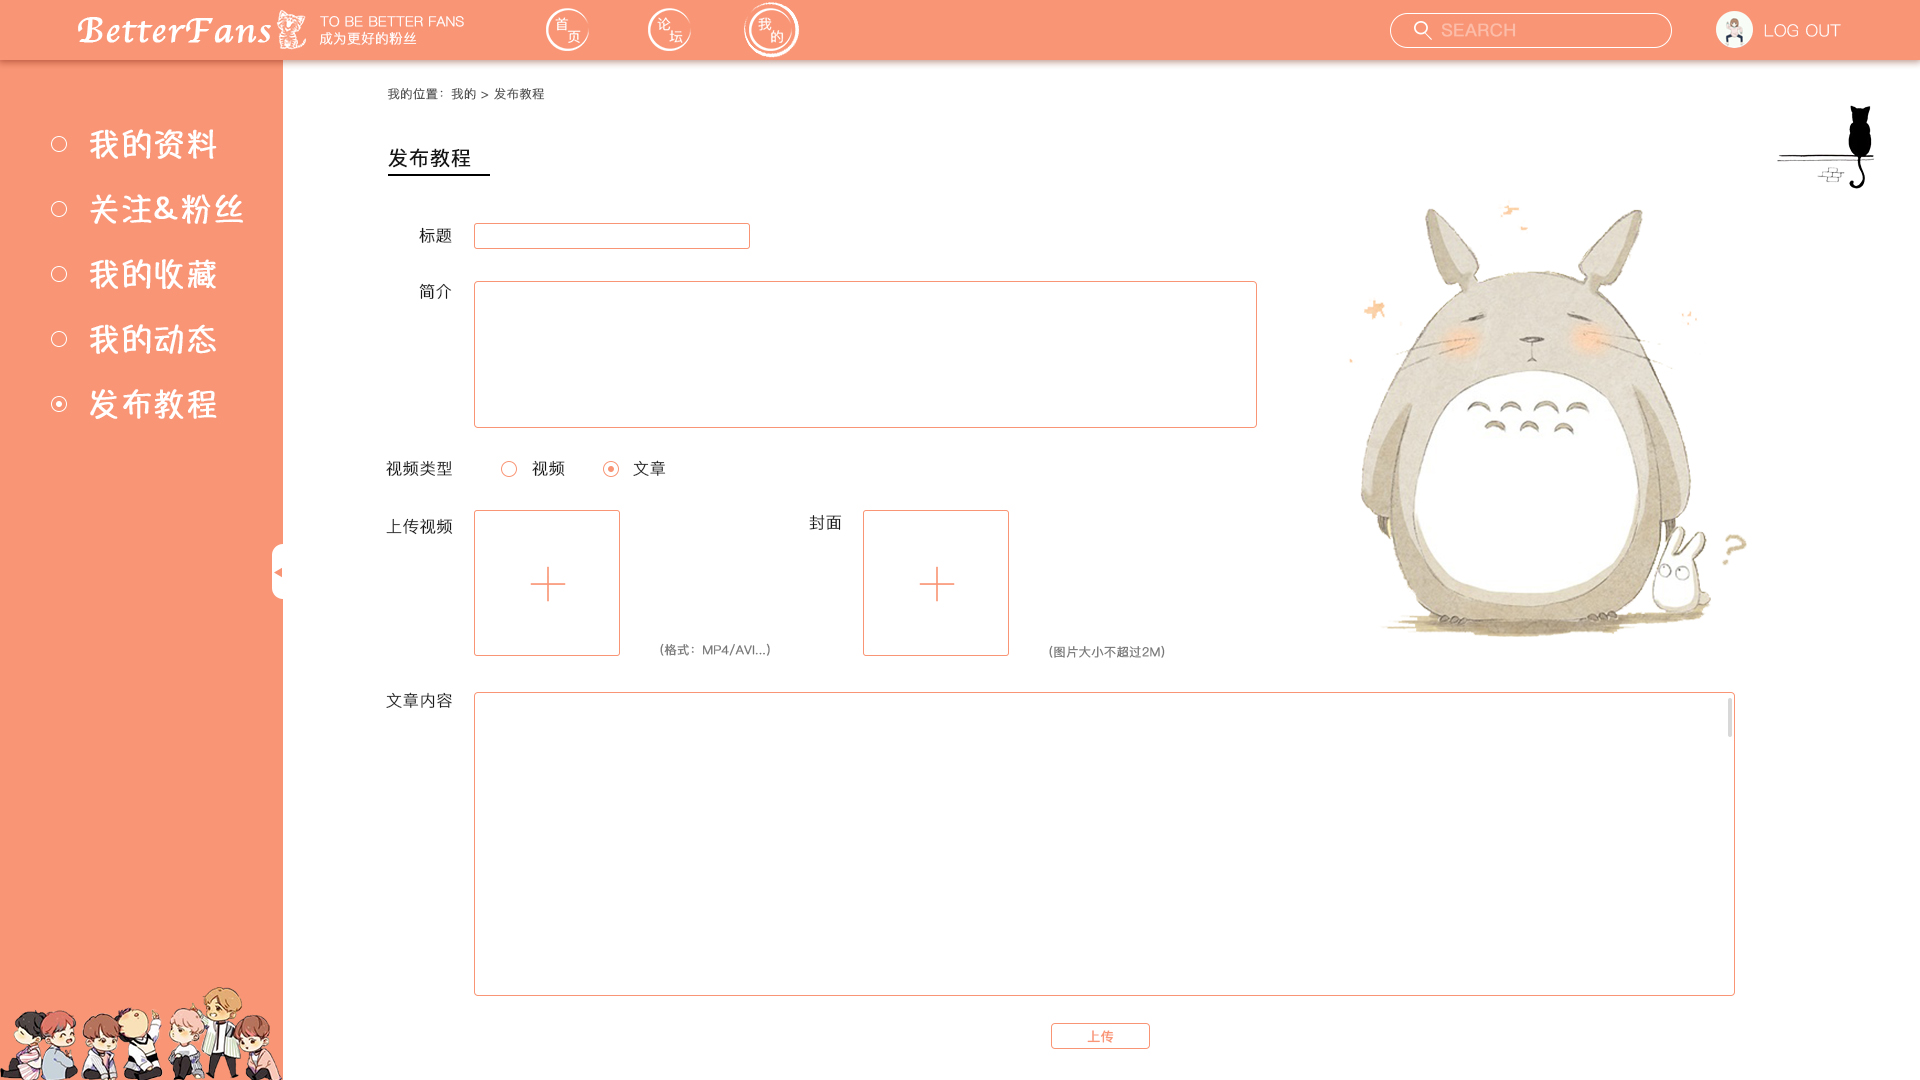 BetterFans
TO BE BETTER FANS
成为更好的粉丝
首页
论坛
我的
SEARCH
LOG OUT
我的资料
关注&粉丝
我的收藏
我的动态
发布教程
我的位置：我的 > 发布教程
发布教程
标题
简介
视频类型
视频
文章
上传视频
(格式：MP4/AVI...)
封面
(图片大小不超过2M)
?
文章内容
上传